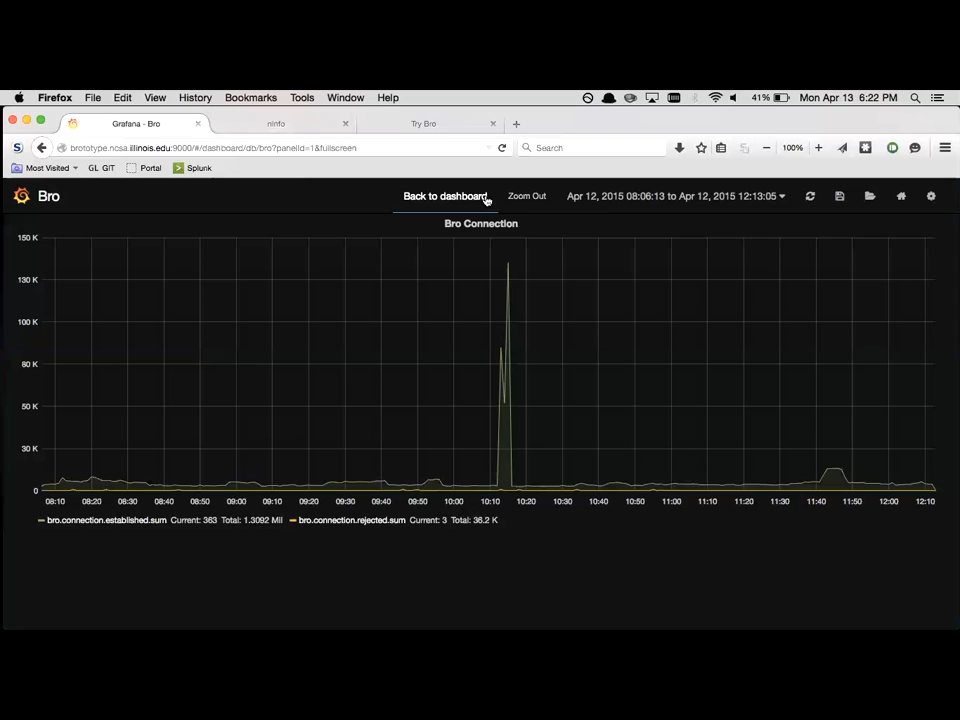 Firefox File Edit View History Bookmarks Tools Window Help 41% Mon Apr 13 6:22 PM
Grafana - Bro ninfo Try Bro
prototype.ncsa.illinois.edu:9000/#/dashboard/db/bro?panelId=1&fullscreen Search 100%
Most Visited GL GIT Portal Splunk
Bro Back to dashboard Zoom Out Apr 12, 2015 08:06:13 to Apr 12, 2015 12:13:05
Bro Connection
150 K
130 K
100 K
80 K
50 K
30 K
0
08:10 08:20 08:30 08:40 08:50 09:00 09:10 09:20 09:30 09:40 09:50 10:00 10:10 10:20 10:30 10:40 10:50 11:00 11:10 11:20 11:30 11:40 11:50 12:00 12:10
bro.connection.established.sum Current: 363 Total: 1.3092 Mil bro.connection.rejected.sum Current: 3 Total: 36.2 K